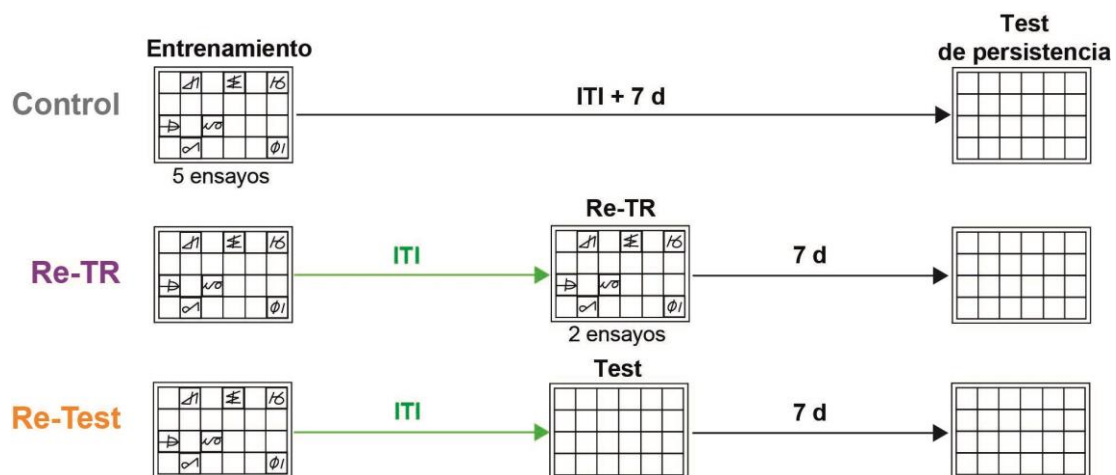 Entrenamiento
Test
de persistencia
Control
ITI + 7 d
5 ensayos
Re-TR
Re-TR
ITI
7 d
2 ensayos
Test
Re-Test
ITI
7 d